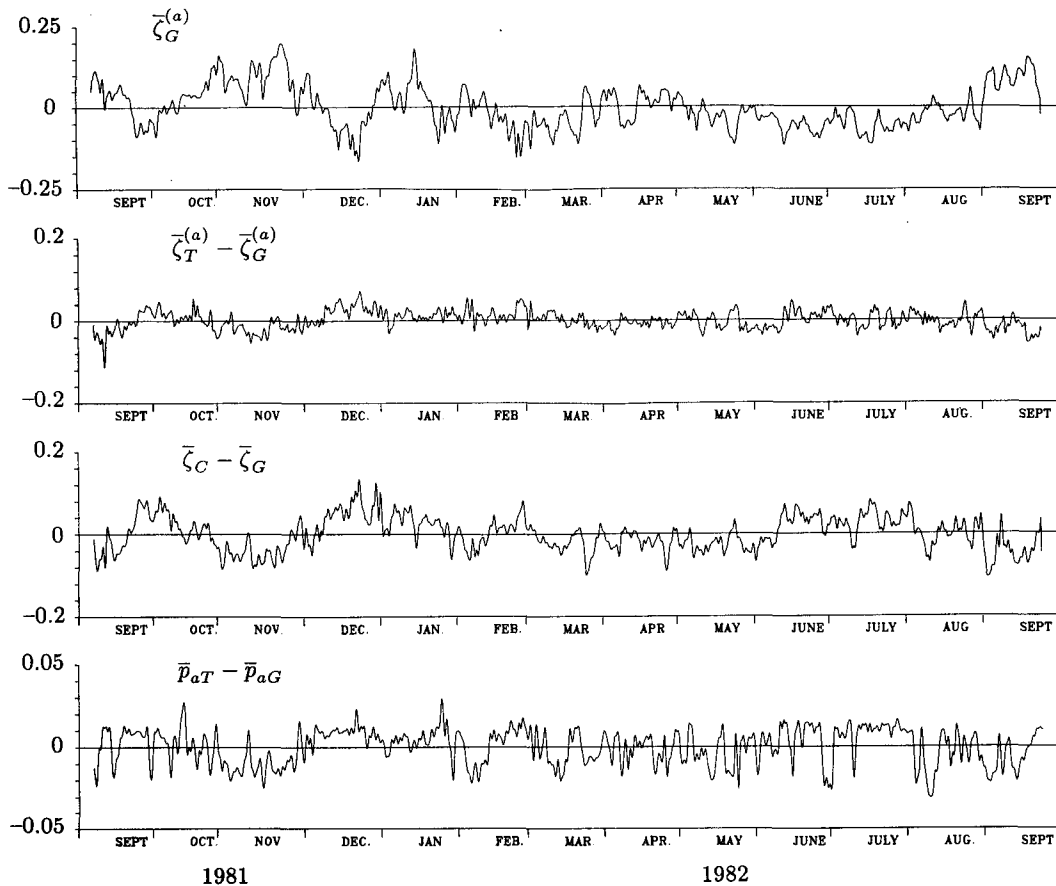 0.25
ζ̅_G^(a)
0
−0.25
SEPT OCT. NOV DEC. JAN FEB. MAR. APR MAY JUNE JULY AUG SEPT
0.2
ζ̅_T^(a) − ζ̅_G^(a)
0
−0.2
SEPT OCT. NOV DEC. JAN. FEB MAR APR MAY JUNE JULY AUG. SEPT
0.2
ζ̅_C − ζ̅_G
0
−0.2
SEPT OCT. NOV. DEC. JAN. FEB. MAR APR MAY JUNE JULY AUG SEPT
0.05
p̅_aT − p̅_aG
0
−0.05
SEPT OCT. NOV DEC. JAN. FEB. MAR. APR MAY JUNE JULY AUG. SEPT
1981 1982